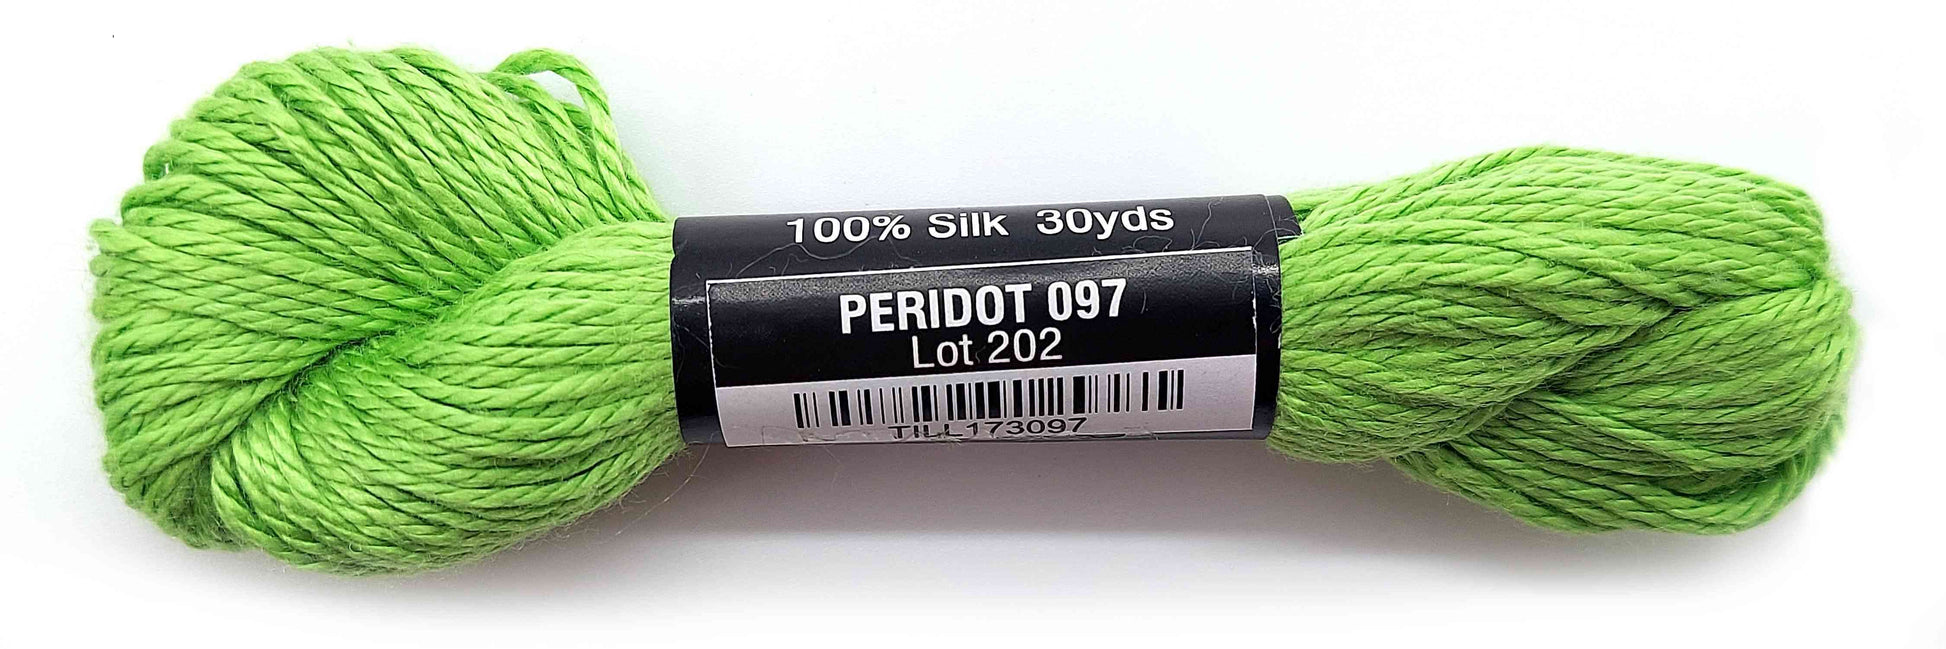 100% Silk 30yds
PERIDOT 097
Lot 202
TILL173097